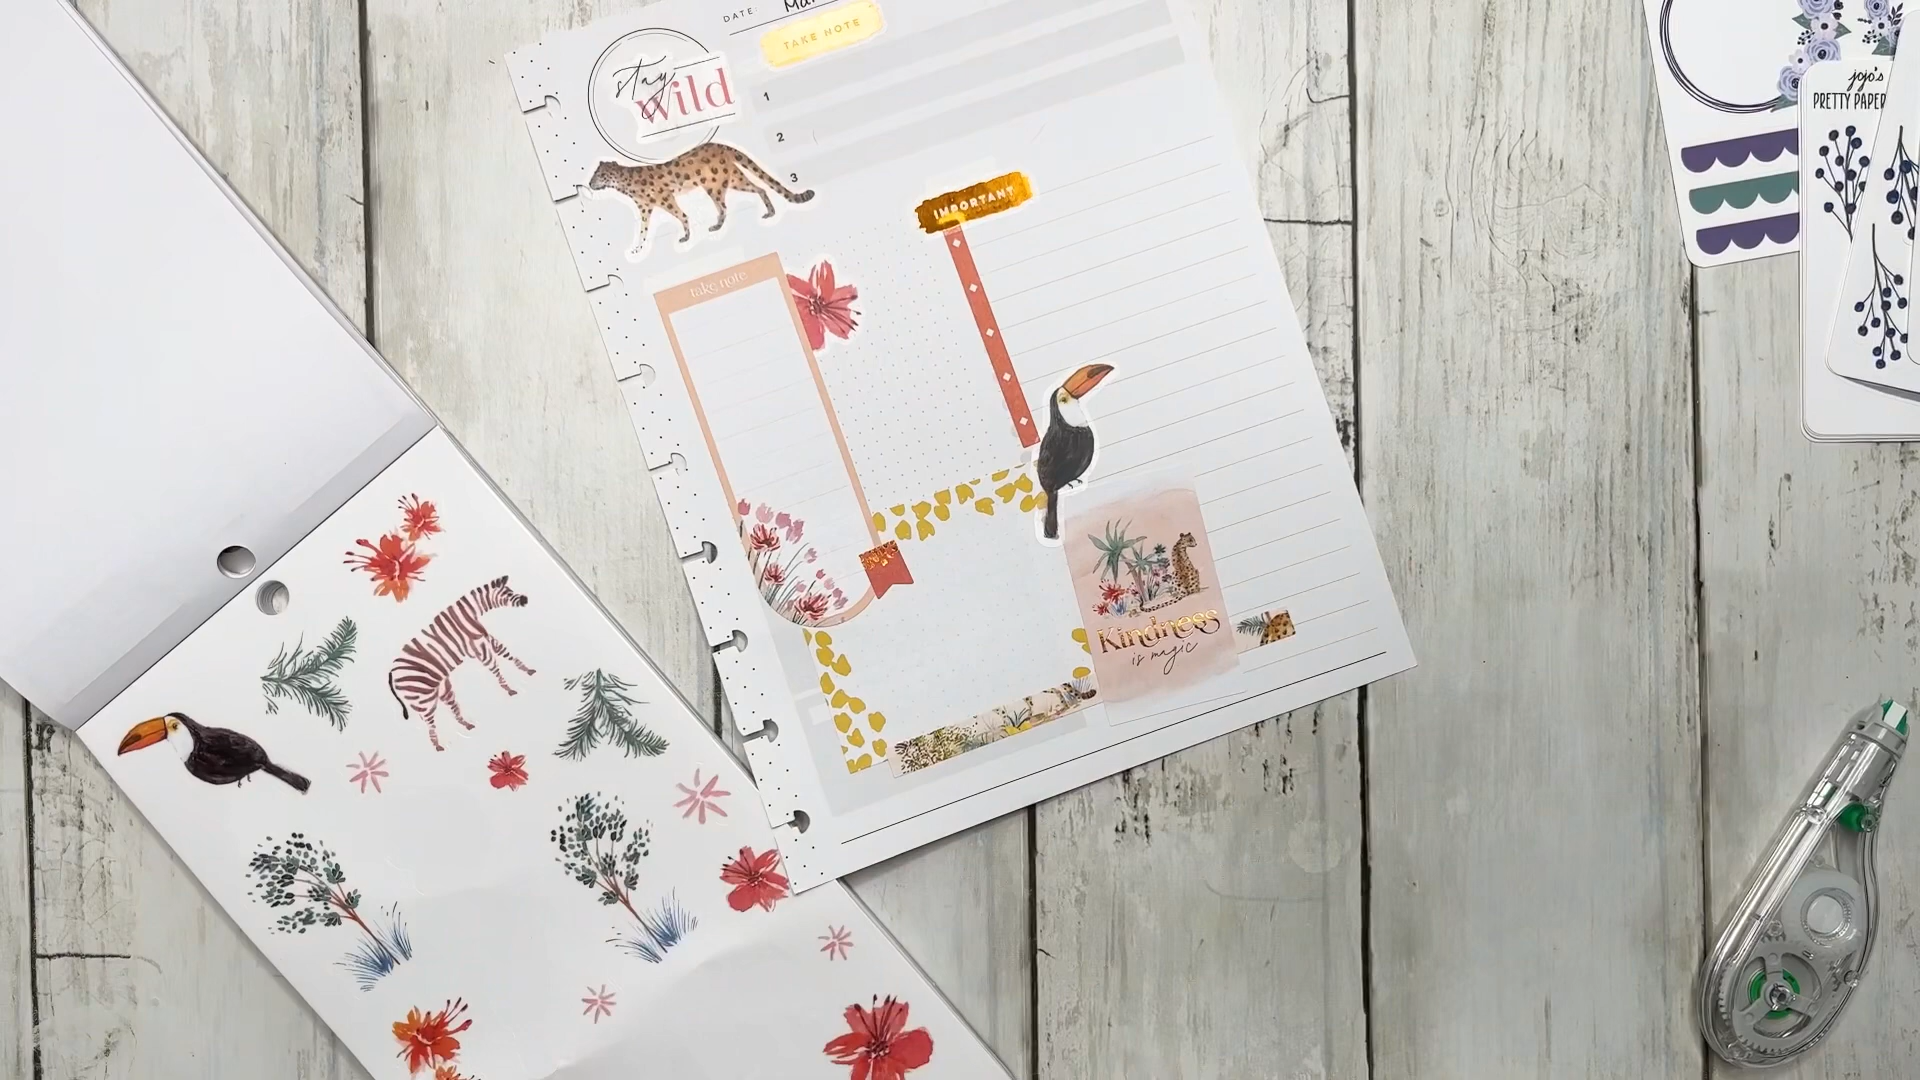 DATE:
TAKE NOTE
stay
wild
1
2
3
IMPORTANT
take note
Kindness
is magic
jojo's
PRETTY PAPER